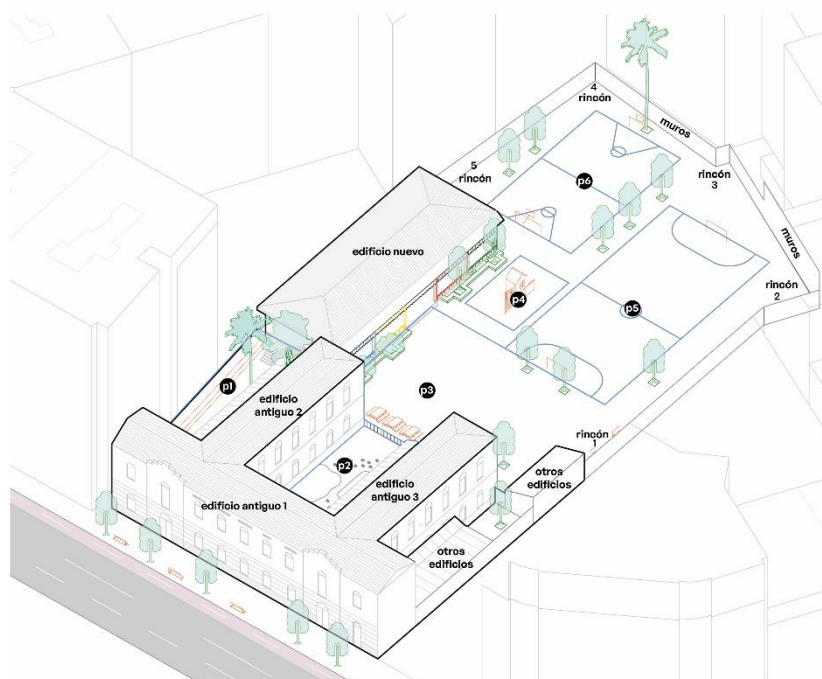 4
rincón
muros
5
rincón
rincón
3
p6
edificio nuevo
muros
rincón
2
p4
p5
p1
edificio
antiguo 2
p3
rincón
1
p2
edificio
antiguo 3
otros
edificios
edificio antiguo 1
otros
edificios